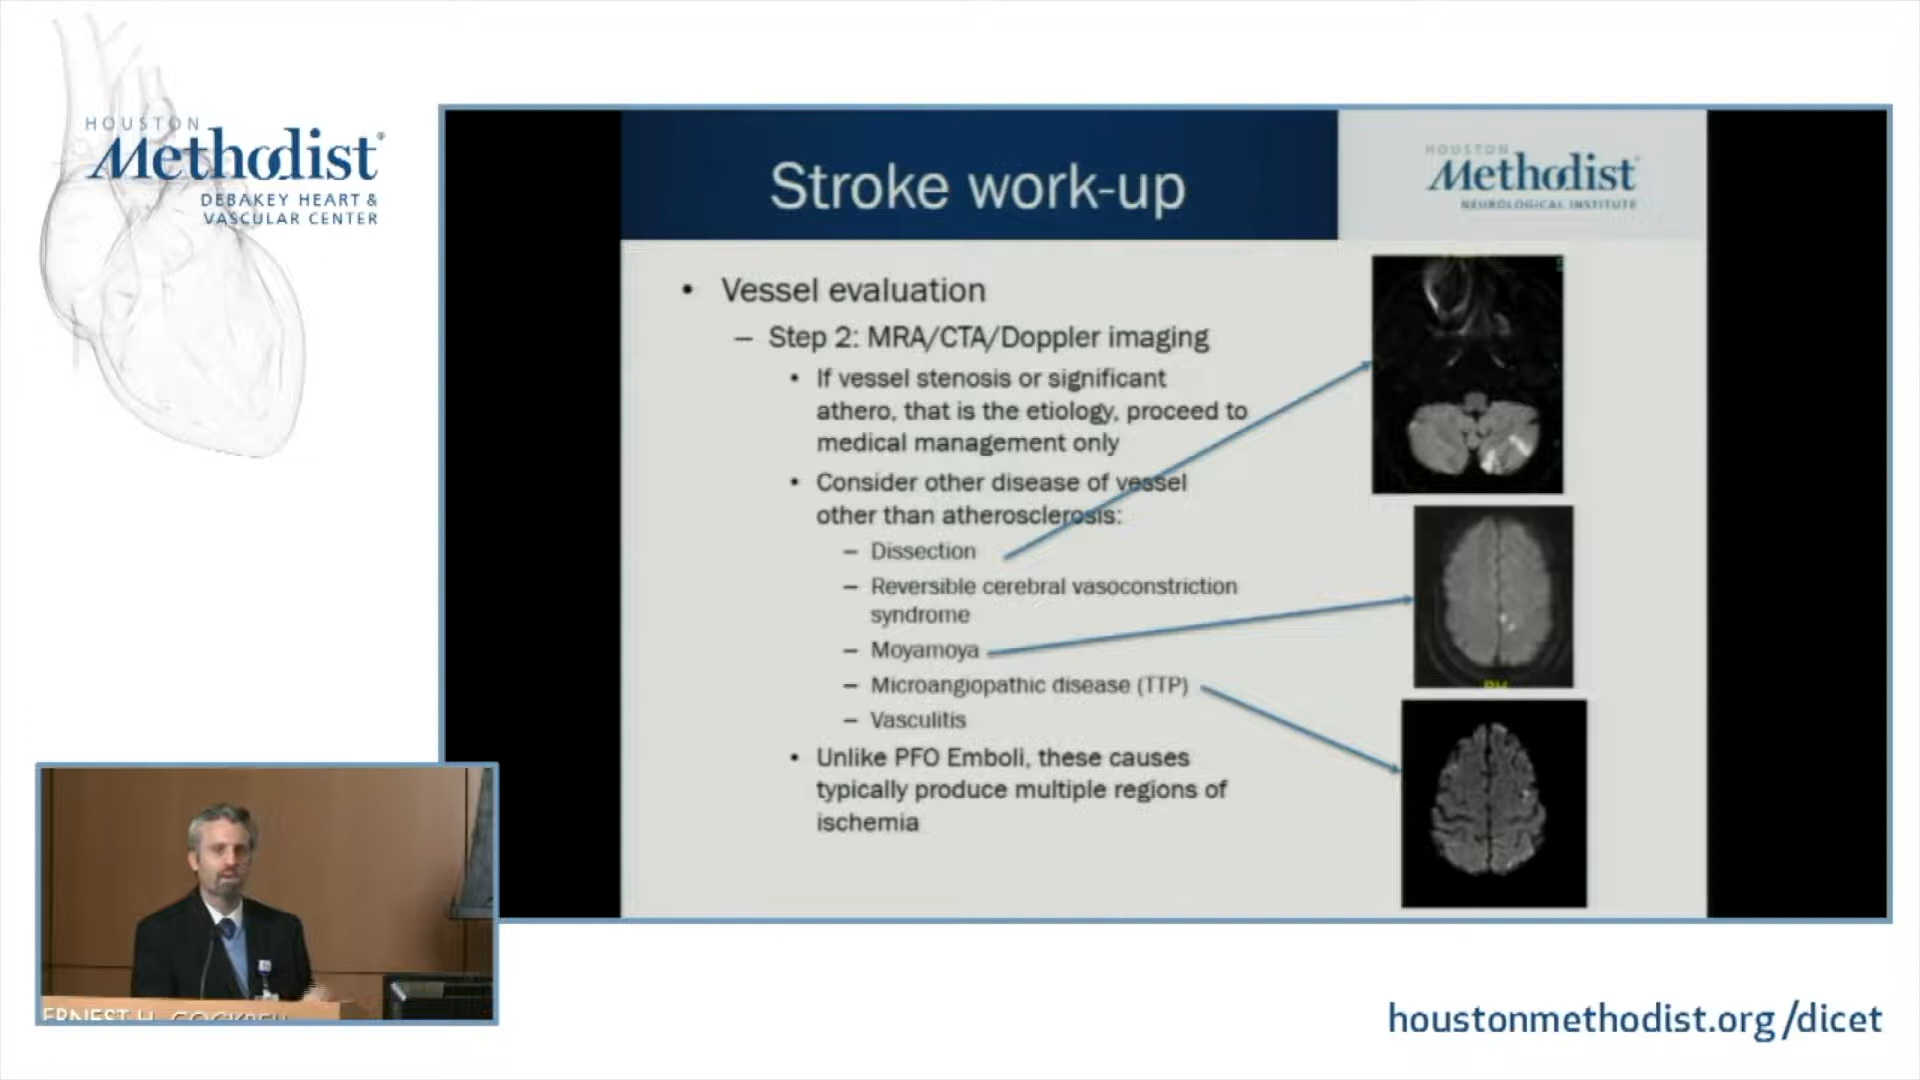 HOUSTON
Methodist
DEBAKEY HEART &
VASCULAR CENTER
Stroke work-up
HOUSTON
Methodist
NEUROLOGICAL INSTITUTE
• Vessel evaluation
– Step 2: MRA/CTA/Doppler imaging
• If vessel stenosis or significant
athero, that is the etiology, proceed to
medical management only
• Consider other disease of vessel
other than atherosclerosis:
– Dissection
– Reversible cerebral vasoconstriction
syndrome
– Moyamoya
– Microangiopathic disease (TTP)
– Vasculitis
• Unlike PFO Emboli, these causes
typically produce multiple regions of
ischemia
ERNEST H.
houstonmethodist.org/dicet